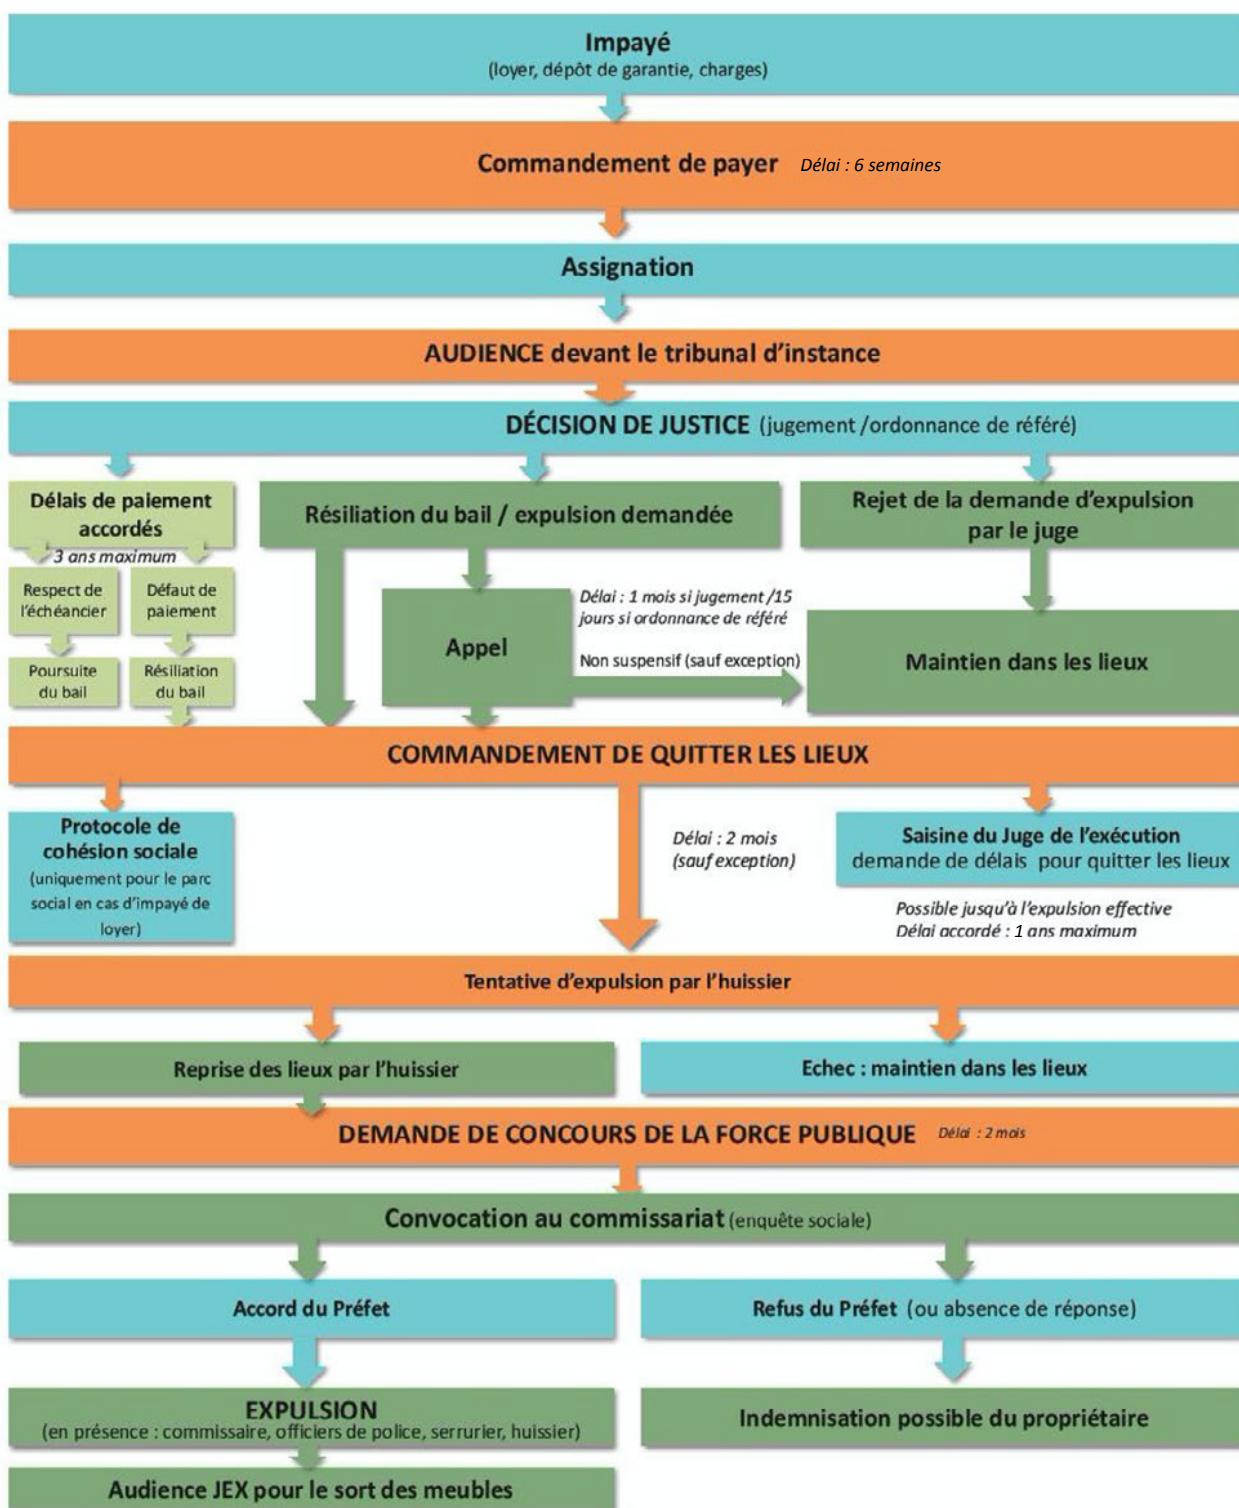 Impayé
(loyer, dépôt de garantie, charges)
Commandement de payer Délai : 6 semaines
Assignation
AUDIENCE devant le tribunal d'instance
DÉCISION DE JUSTICE (jugement /ordonnance de référé)
Délais de paiement
accordés
3 ans maximum
Respect de
l'échéancier
Défaut de
paiement
Poursuite
du bail
Résiliation
du bail
Résiliation du bail / expulsion demandée
Appel
Délai : 1 mois si jugement /15
jours si ordonnance de référé
Non suspensif (sauf exception)
Rejet de la demande d'expulsion
par le juge
Maintien dans les lieux
COMMANDEMENT DE QUITTER LES LIEUX
Protocole de
cohésion sociale
(uniquement pour le parc
social en cas d'impayé de
loyer)
Délai : 2 mois
(sauf exception)
Saisine du Juge de l'exécution
demande de délais pour quitter les lieux
Possible jusqu'à l'expulsion effective
Délai accordé : 1 ans maximum
Tentative d'expulsion par l'huissier
Reprise des lieux par l'huissier
Echec : maintien dans les lieux
DEMANDE DE CONCOURS DE LA FORCE PUBLIQUE Délai : 2 mois
Convocation au commissariat (enquête sociale)
Accord du Préfet
Refus du Préfet (ou absence de réponse)
EXPULSION
(en présence : commissaire, officiers de police, serrurier, huissier)
Indemnisation possible du propriétaire
Audience JEX pour le sort des meubles